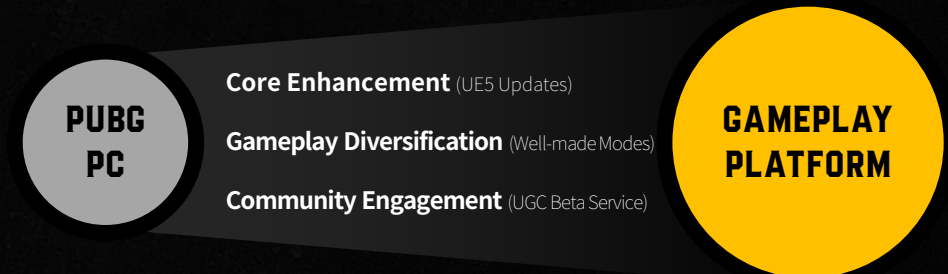 PUBG
PC
Core Enhancement (UE5 Updates)
Gameplay Diversification (Well-made Modes)
Community Engagement (UGC Beta Service)
GAMEPLAY
PLATFORM